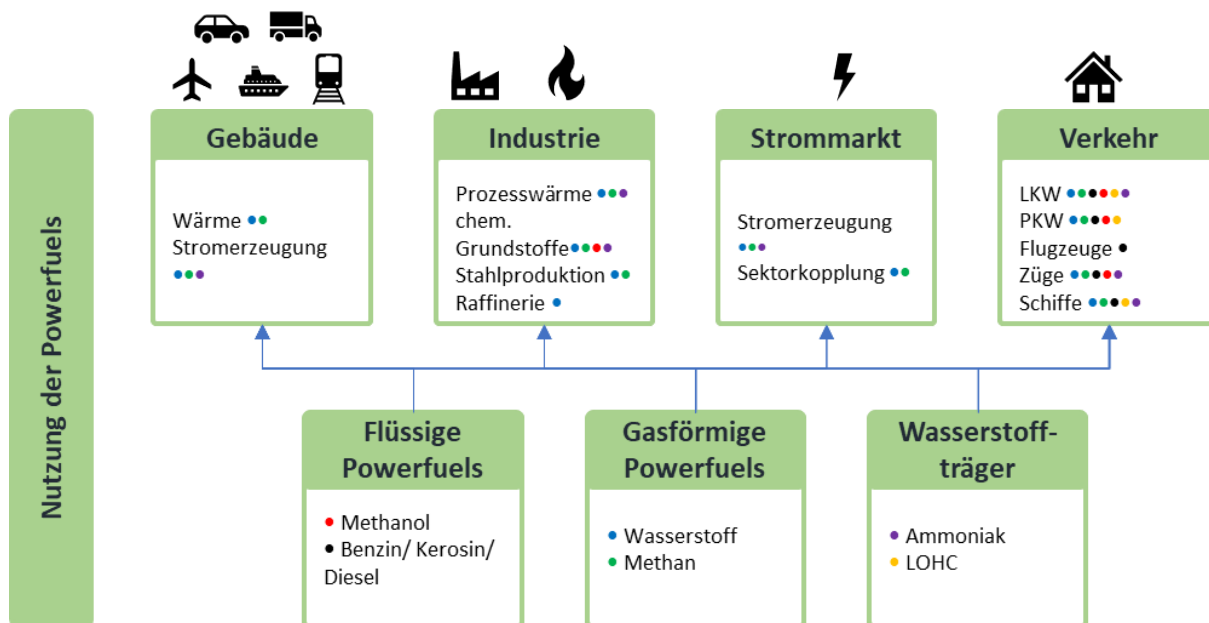 Nutzung der Powerfuels
Gebäude
Wärme
Stromerzeugung
Industrie
Prozesswärme
chem.
Grundstoffe
Stahlproduktion
Raffinerie
Strommarkt
Stromerzeugung
Sektorkopplung
Verkehr
LKW
PKW
Flugzeuge
Züge
Schiffe
Flüssige
Powerfuels
• Methanol
• Benzin/ Kerosin/
Diesel
Gasförmige
Powerfuels
• Wasserstoff
• Methan
Wasserstoff-
träger
• Ammoniak
• LOHC